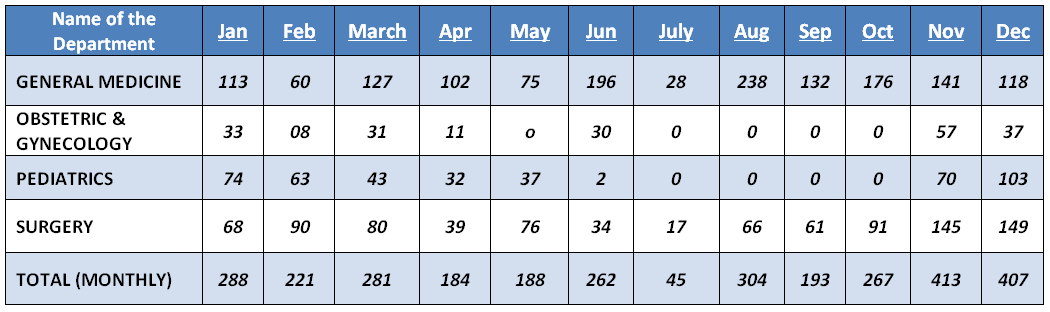 Name of the Department Jan Feb March Apr May Jun July Aug Sep Oct Nov Dec
GENERAL MEDICINE 113 60 127 102 75 196 28 238 132 176 141 118
OBSTETRIC & GYNECOLOGY 33 08 31 11 o 30 0 0 0 0 57 37
PEDIATRICS 74 63 43 32 37 2 0 0 0 0 70 103
SURGERY 68 90 80 39 76 34 17 66 61 91 145 149
TOTAL (MONTHLY) 288 221 281 184 188 262 45 304 193 267 413 407